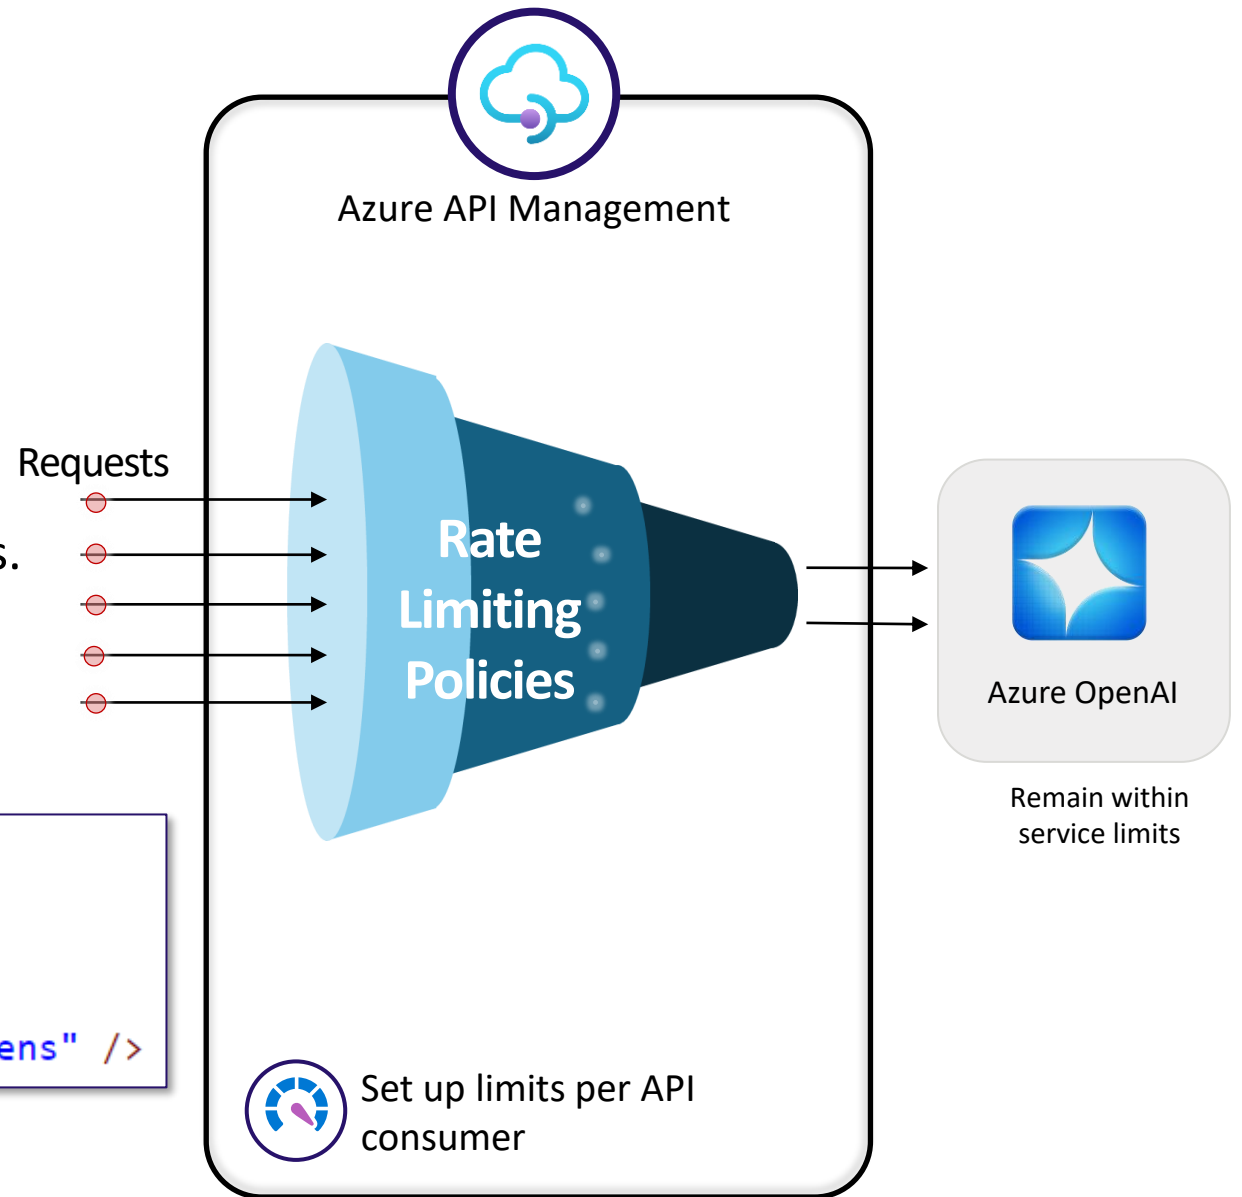 Azure API Management
Requests
s.
Rate
Limiting
Policies
Azure OpenAI
Remain within
service limits
ens" />
Set up limits per API
consumer